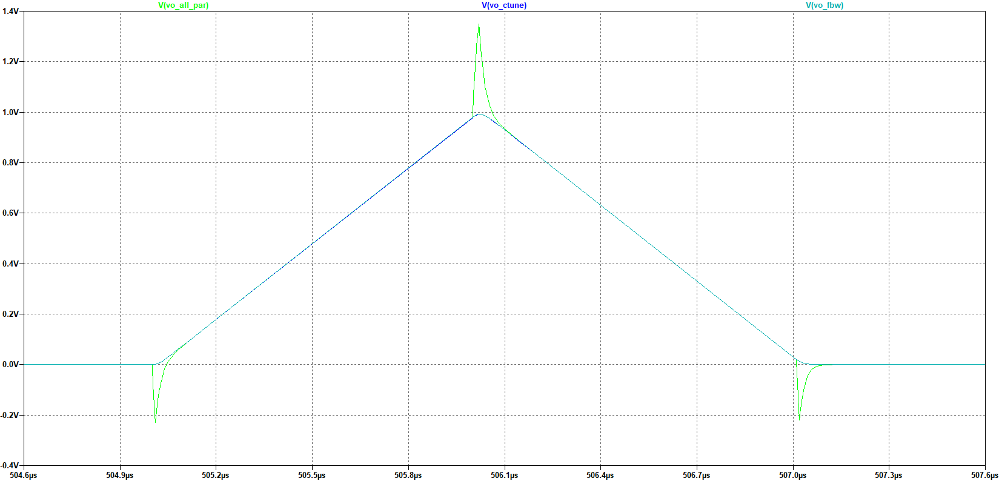 V(vo_all_par) V(vo_ctune) V(vo_fbw)
1.4V
1.2V
1.0V
0.8V
0.6V
0.4V
0.2V
0.0V
-0.2V
-0.4V
504.6µs 504.9µs 505.2µs 505.5µs 505.8µs 506.1µs 506.4µs 506.7µs 507.0µs 507.3µs 507.6µs